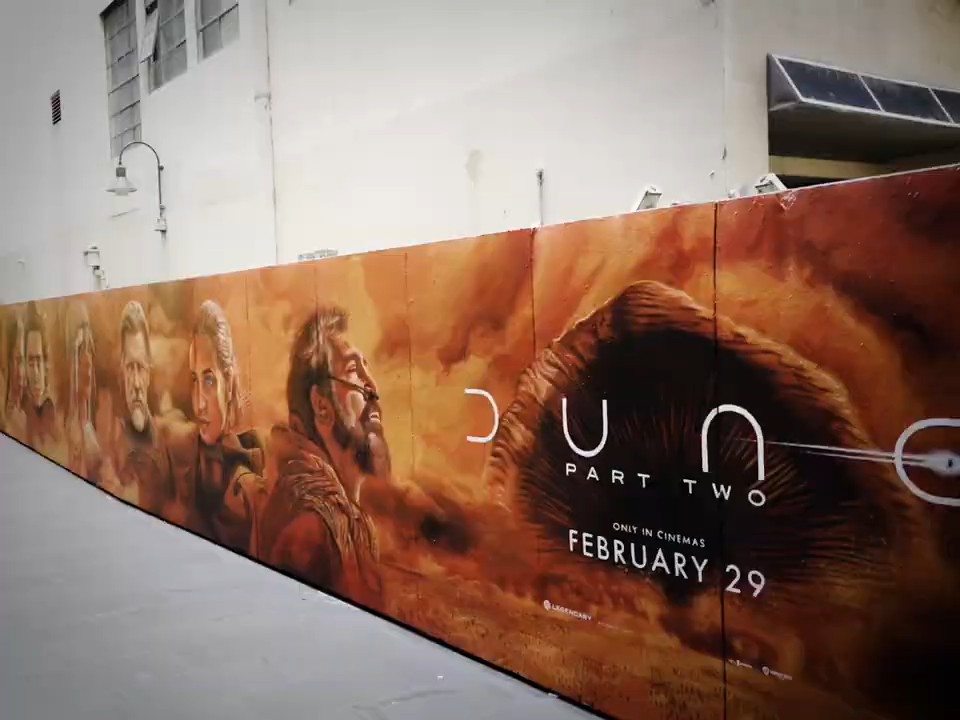 DUNE
PART TWO
ONLY IN CINEMAS
FEBRUARY 29
LEGENDARY